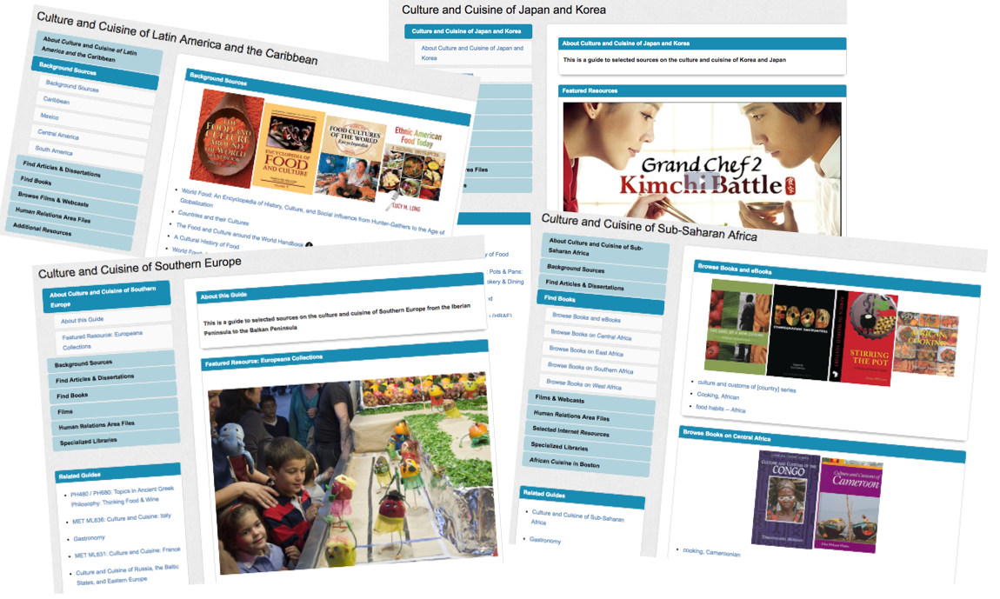 Culture and Cuisine of Latin America and the Caribbean
About Culture and Cuisine of Latin
America and the Caribbean
Background Sources
Background Sources
Caribbean
Mexico
Central America
South America
Find Articles & Dissertations
Find Books
Browse Films & Webcasts
Human Relations Area Files
Additional Resources
Background Sources
THE FOOD AND
CULTURE
AROUND
THE WORLD
HANDBOOK
ENCYCLOPEDIA OF
FOOD
AND CULTURE
FOOD CULTURES
OF THE WORLD
Encyclopedia
Ethnic American
Food Today
LUCY M. LONG
World Food: An Encyclopedia of History, Culture, and Social Influence from Hunter-Gathers to the Age of
Globalization
Countries and their Cultures
The Food and Culture around the World Handbook
A Cultural History of Food
World Food:
Culture and Cuisine of Japan and Korea
Culture and Cuisine of Japan and Korea
About Culture and Cuisine of Japan and
Korea
rea Files
s
About Culture and Cuisine of Japan and Korea
This is a guide to selected sources on the culture and cuisine of Korea and Japan
Featured Resources
Grand Chef 2
Kimchi Battle
y of Food
: Pots & Pans:
okery & Dining
nd
s (HRAF)
Culture and Cuisine of Southern Europe
About Culture and Cuisine of Southern
Europe
About this Guide
Featured Resource: Europeana
Collections
Background Sources
Find Articles & Dissertations
Find Books
Films
Human Relations Area Files
Specialized Libraries
Related Guides
PH480 / PH680: Topics in Ancient Greek
Philosophy: Thinking Food & Wine
MET ML636: Culture and Cuisine: Italy
Gastronomy
MET ML631: Culture and Cuisine: France
Culture and Cuisine of Russia, the Baltic
States, and Eastern Europe
About this Guide
This is a guide to selected sources on the culture and cuisine of Southern Europe from the Iberian
Peninsula to the Balkan Peninsula
Featured Resource: Europeana Collections
Culture and Cuisine of Sub-Saharan Africa
About Culture and Cuisine of Sub-
Saharan Africa
Background Sources
Find Articles & Dissertations
Find Books
Browse Books and eBooks
Browse Books on Central Africa
Browse Books on East Africa
Browse Books on Southern Africa
Browse Books on West Africa
Films & Webcasts
Human Relations Area Files
Selected Internet Resources
Specialized Libraries
African Cuisine in Boston
Related Guides
Culture and Cuisine of Sub-Saharan
Africa
Gastronomy
Browse Books and eBooks
THE SOUL OF A NEW CUISINE
FOOD
ETHNOGRAPHIC ENCOUNTERS
STIRRING
THE POT
AFRICAN
COOKING
culture and customs of [country] series
Cooking, African
food habits -- Africa
Browse Books on Central Africa
CULTURE AND CUSTOMS OF THE
CONGO
Culture and Customs of
Cameroon
cooking, Cameroonian